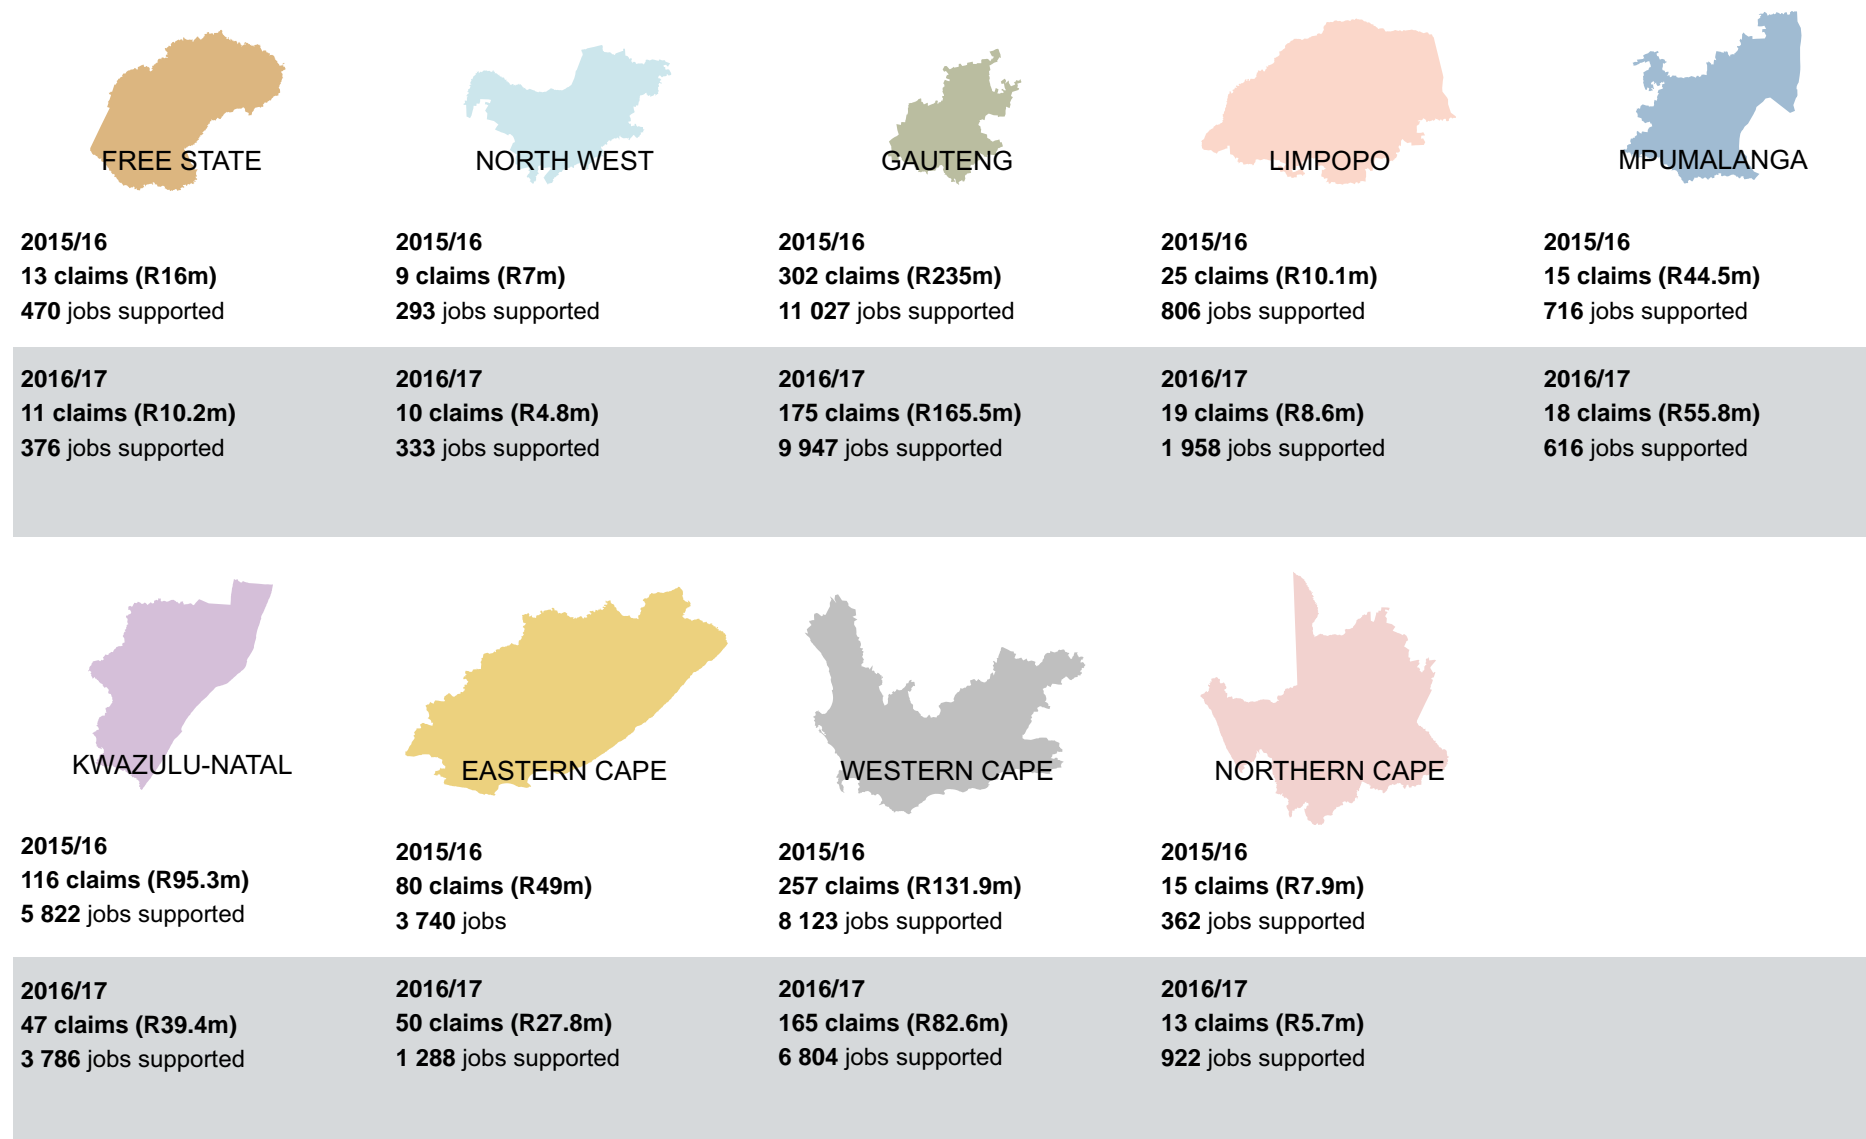 FREE STATE
2015/16
13 claims (R16m)
470 jobs supported
2016/17
11 claims (R10.2m)
376 jobs supported
NORTH WEST
2015/16
9 claims (R7m)
293 jobs supported
2016/17
10 claims (R4.8m)
333 jobs supported
GAUTENG
2015/16
302 claims (R235m)
11 027 jobs supported
2016/17
175 claims (R165.5m)
9 947 jobs supported
LIMPOPO
2015/16
25 claims (R10.1m)
806 jobs supported
2016/17
19 claims (R8.6m)
1 958 jobs supported
MPUMALANGA
2015/16
15 claims (R44.5m)
716 jobs supported
2016/17
18 claims (R55.8m)
616 jobs supported
KWAZULU-NATAL
2015/16
116 claims (R95.3m)
5 822 jobs supported
2016/17
47 claims (R39.4m)
3 786 jobs supported
EASTERN CAPE
2015/16
80 claims (R49m)
3 740 jobs
2016/17
50 claims (R27.8m)
1 288 jobs supported
WESTERN CAPE
2015/16
257 claims (R131.9m)
8 123 jobs supported
2016/17
165 claims (R82.6m)
6 804 jobs supported
NORTHERN CAPE
2015/16
15 claims (R7.9m)
362 jobs supported
2016/17
13 claims (R5.7m)
922 jobs supported